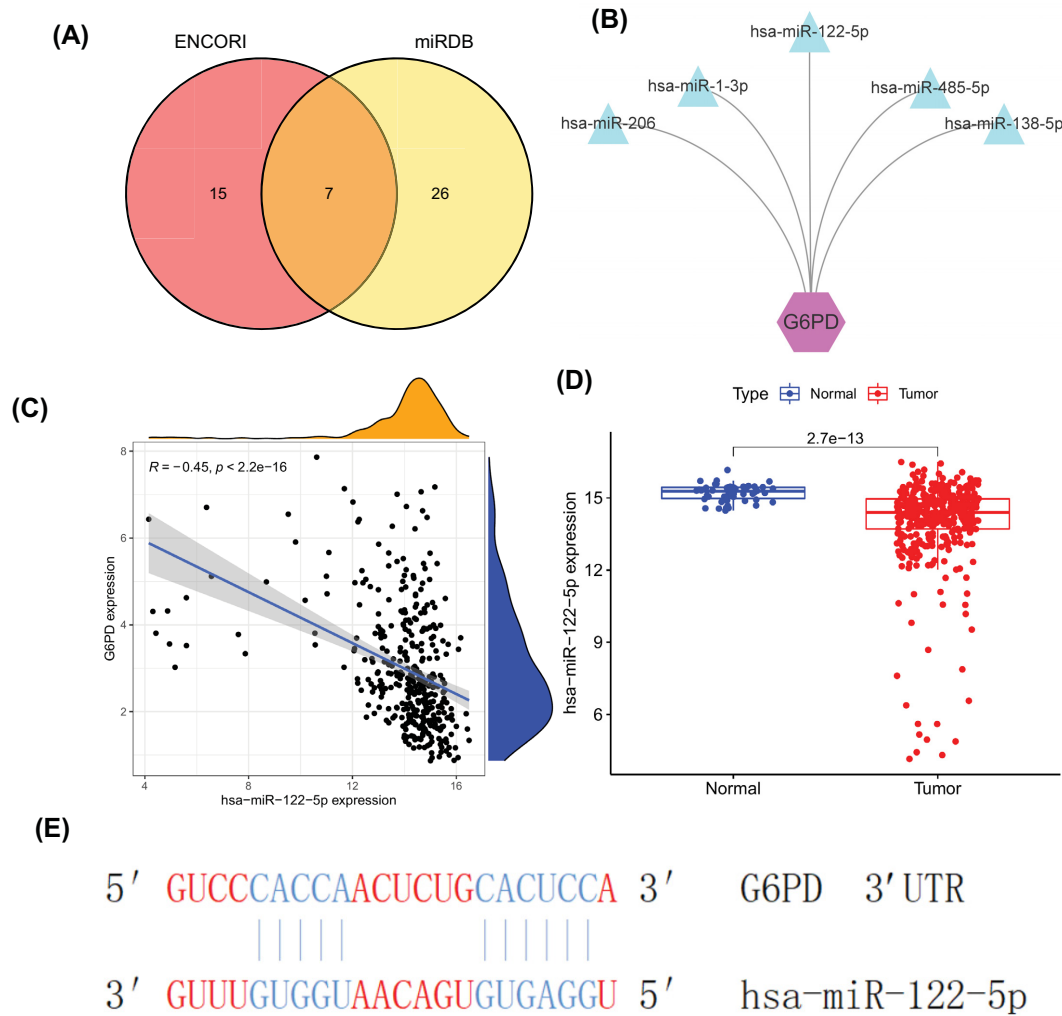 (A)
ENCORI
miRDB
15
7
26
(B)
hsa-miR-122-5p
hsa-miR-1-3p
hsa-miR-485-5p
hsa-miR-206
hsa-miR-138-5p
G6PD
(C)
R = −0.45, p < 2.2e−16
8
6
4
2
G6PD expression
4
8
12
16
hsa−miR−122−5p expression
(D)
Type Normal Tumor
2.7e−13
15
12
9
6
hsa−miR−122−5p expression
Normal
Tumor
(E)
5′ GUCCCACCAACUCUGCACUCCA 3′ G6PD 3′UTR
3′ GUUUGUGGUAACAGUGUGAGGU 5′ hsa-miR-122-5p